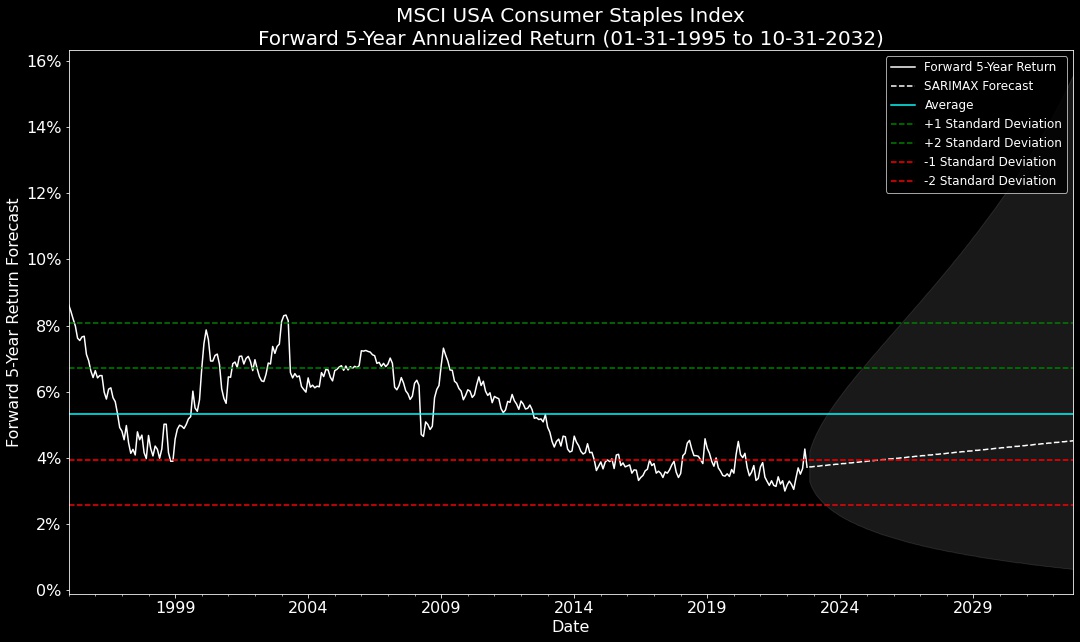 MSCI USA Consumer Staples Index
Forward 5-Year Annualized Return (01-31-1995 to 10-31-2032)
Forward 5-Year Return Forecast
16%
14%
12%
10%
8%
6%
4%
2%
0%
Forward 5-Year Return
SARIMAX Forecast
Average
+1 Standard Deviation
+2 Standard Deviation
-1 Standard Deviation
-2 Standard Deviation
1999
2004
2009
2014
2019
2024
2029
Date